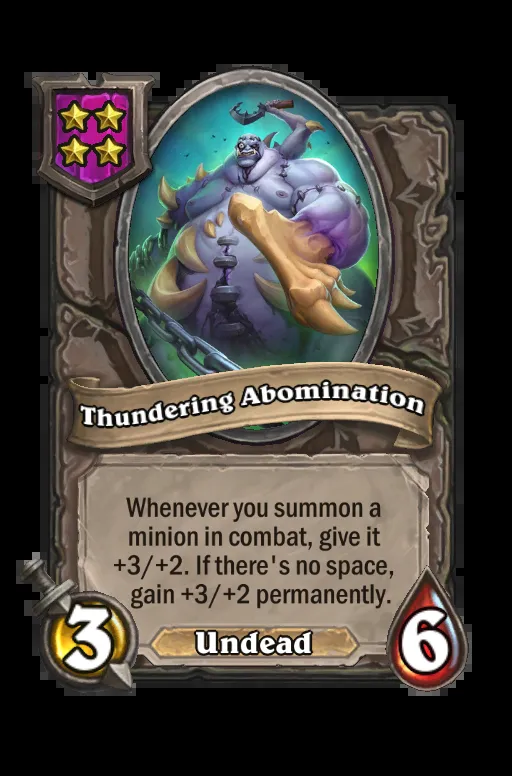 Thundering Abomination
Whenever you summon a
minion in combat, give it
+3/+2. If there's no space,
gain +3/+2 permanently.
3
Undead
6